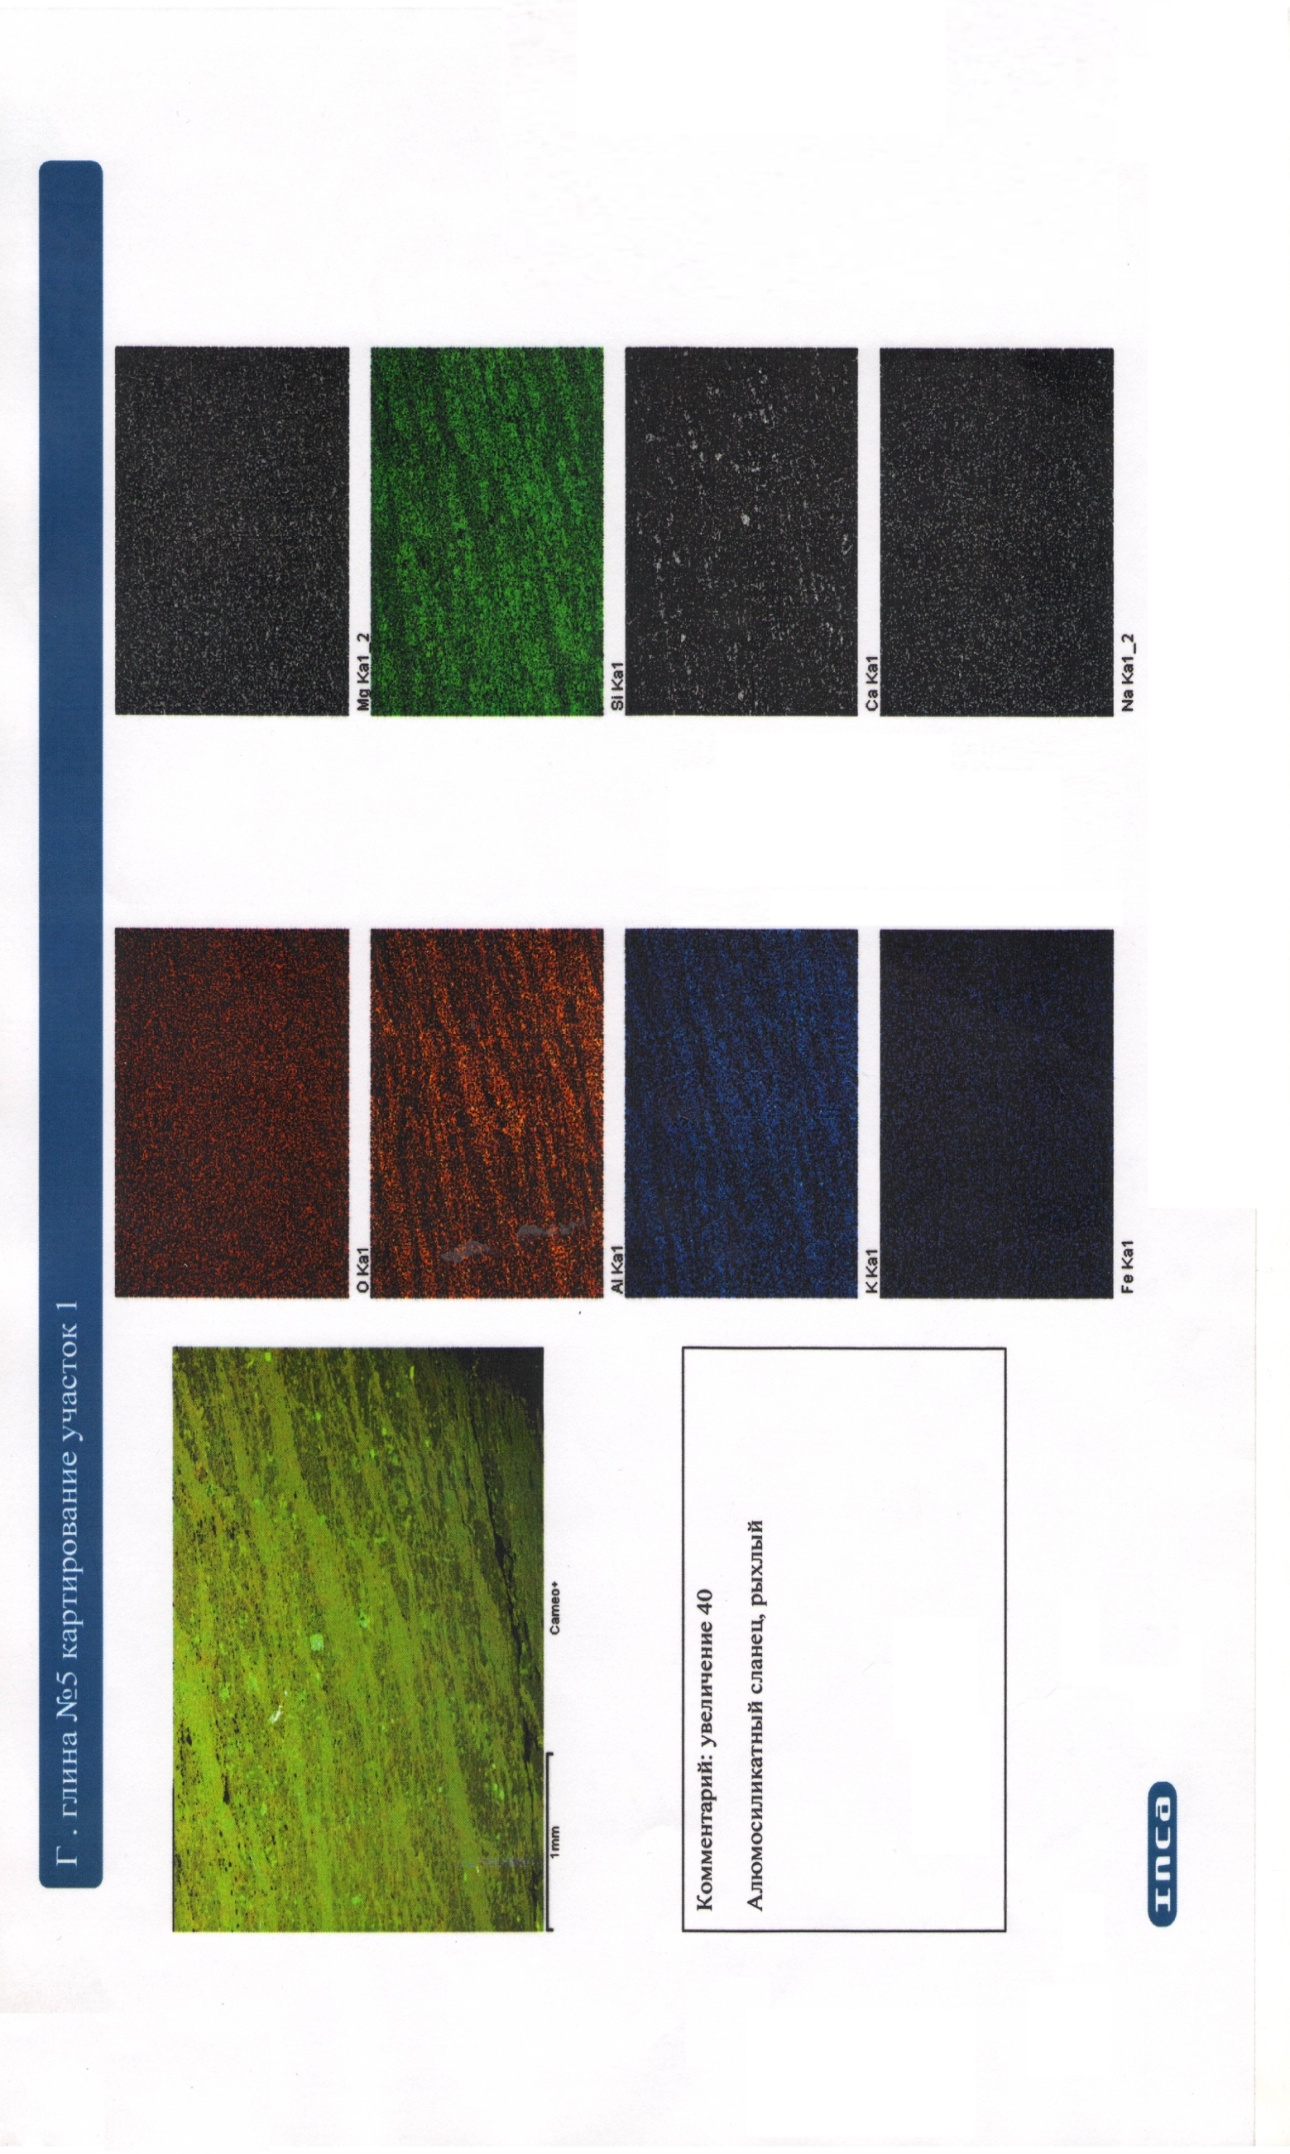 Г . глина №5 картирование участок 1
O Ka1
Mg Ka1_2
Al Ka1
Si Ka1
1mm
Cameo+
K Ka1
Ca Ka1
Комментарий: увеличение 40
Алюмосиликатный сланец, рыхлый
Fe Ka1
Na Ka1_2
inca